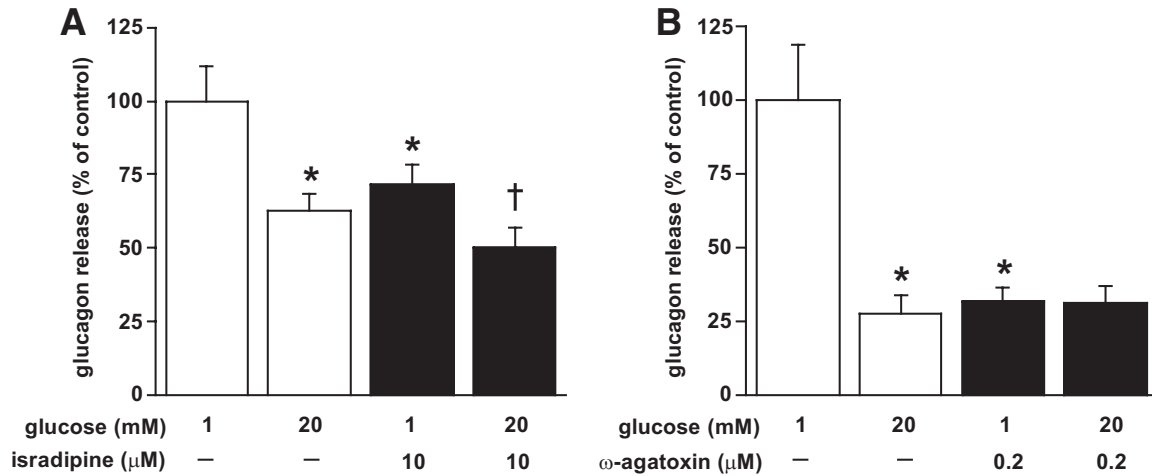 A
glucagon release (% of control)
125
100
75
50
25
0
*
*
†
glucose (mM) 1 20 1 20
isradipine (μM) – – 10 10
B
glucagon release (% of control)
125
100
75
50
25
0
*
*
glucose (mM) 1 20 1 20
ω-agatoxin (μM) – – 0.2 0.2